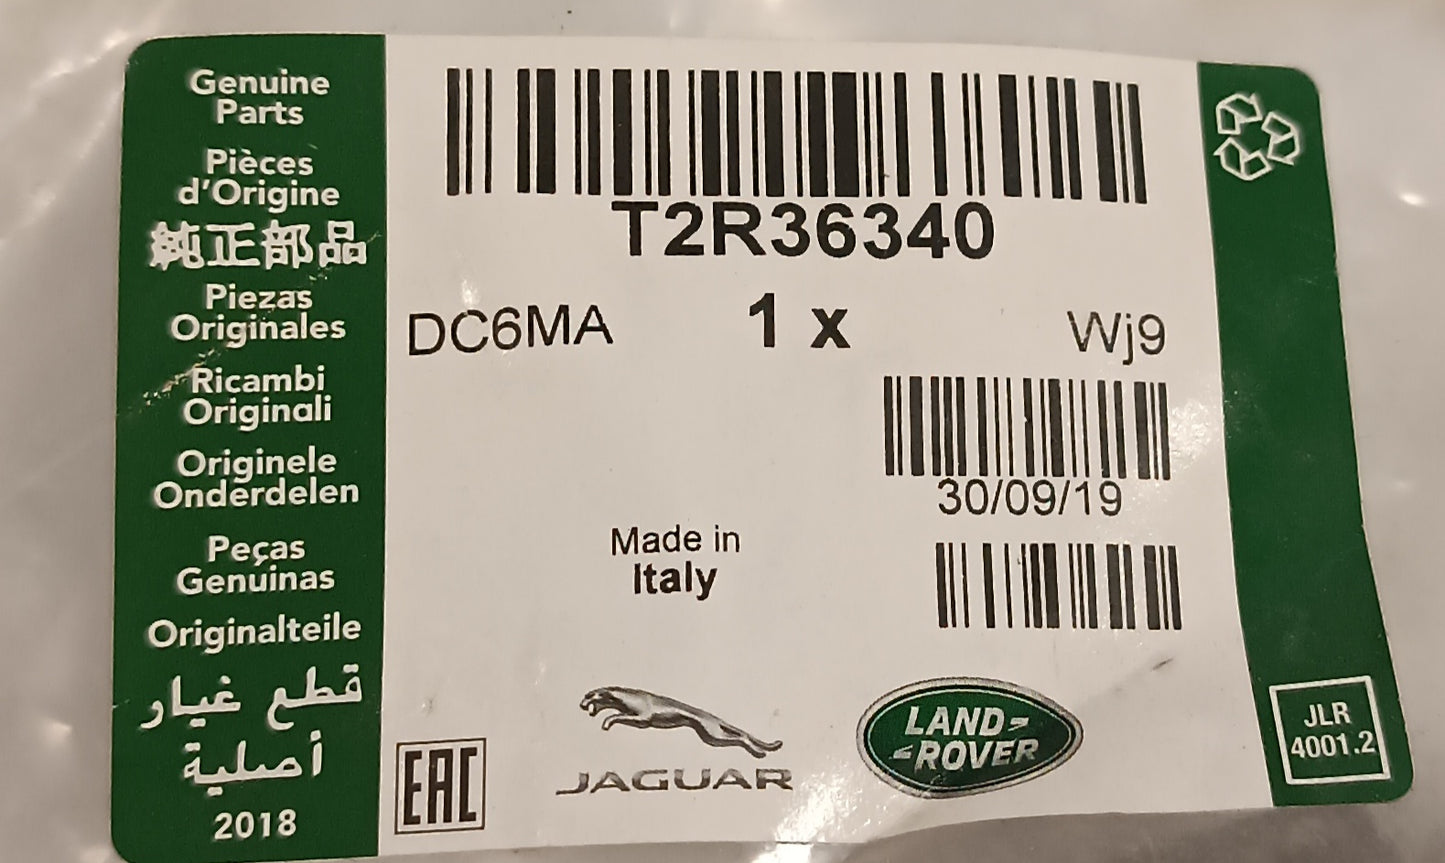 Genuine
Parts
Pièces
d'Origine
純正部品
Piezas
Originales
Ricambi
Originali
Originele
Onderdelen
Peças
Genuinas
Originalteile
قطع غيار
أصلية
2018
T2R36340
DC6MA 1 x Wj9
30/09/19
Made in
Italy
EAC
JAGUAR
LAND-
-ROVER
JLR
4001.2